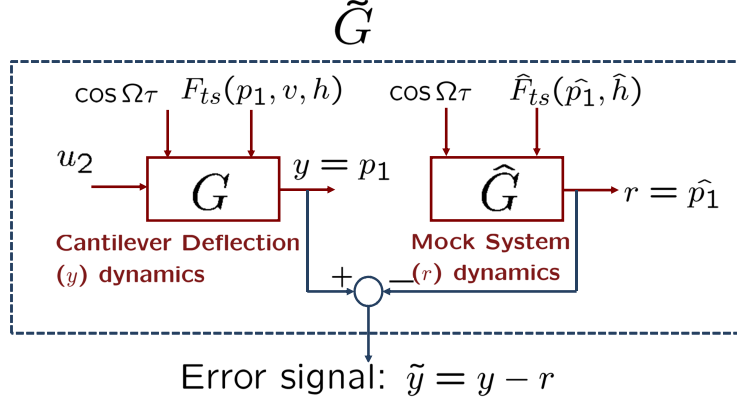 G̃
cos Ωτ F_ts(p₁, v, h) cos Ωτ F̂_ts(p̂₁, ĥ)
u₂ G y = p₁ Ĝ r = p̂₁
Cantilever Deflection
(y) dynamics
Mock System
(r) dynamics
+ −
Error signal: ỹ = y − r